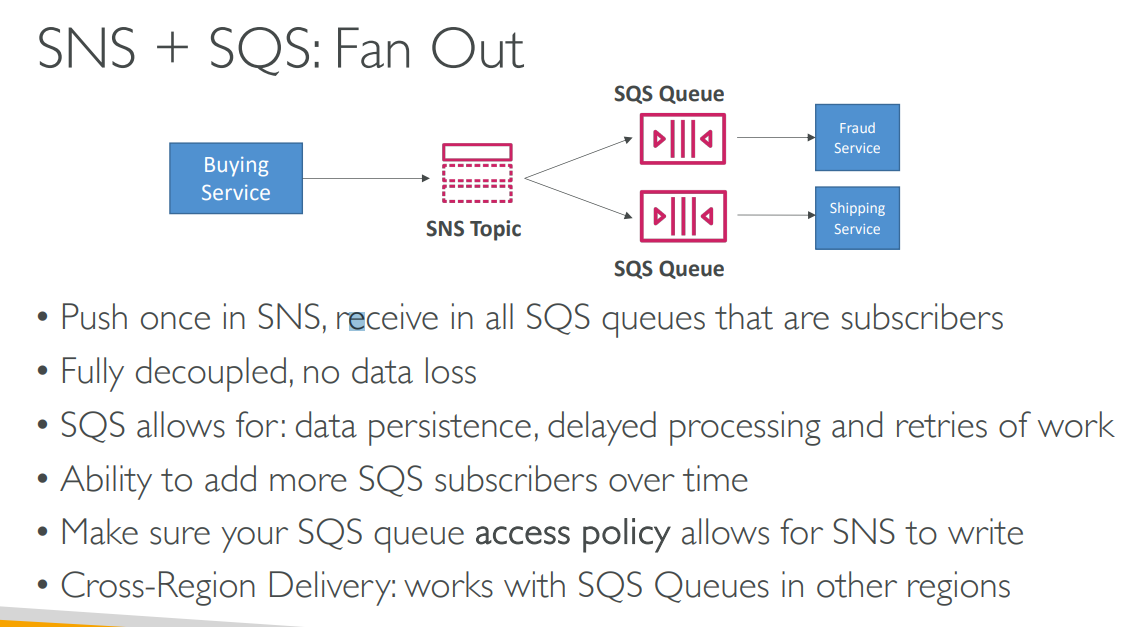 SNS + SQS: Fan Out
SQS Queue
Buying
Service
SNS Topic
Fraud
Service
Shipping
Service
SQS Queue
• Push once in SNS, receive in all SQS queues that are subscribers
• Fully decoupled, no data loss
• SQS allows for: data persistence, delayed processing and retries of work
• Ability to add more SQS subscribers over time
• Make sure your SQS queue access policy allows for SNS to write
• Cross-Region Delivery: works with SQS Queues in other regions